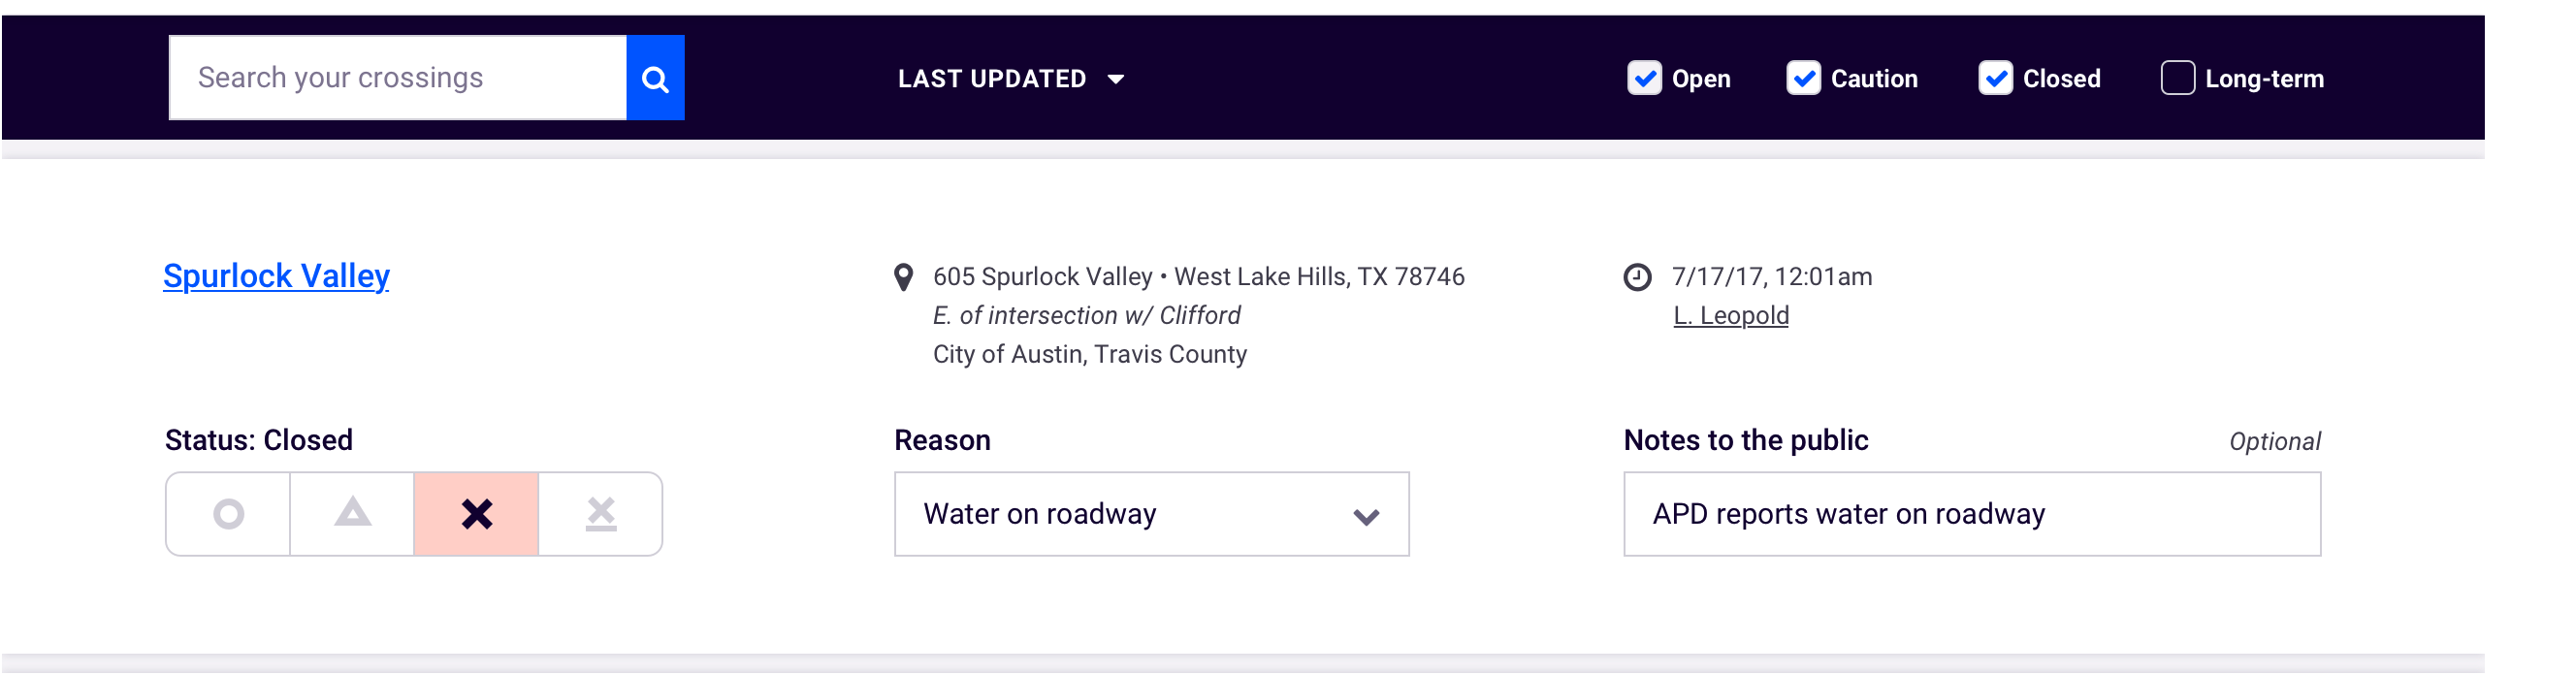 Search your crossings
LAST UPDATED
Open
Caution
Closed
Long-term
Spurlock Valley
605 Spurlock Valley • West Lake Hills, TX 78746
E. of intersection w/ Clifford
City of Austin, Travis County
7/17/17, 12:01am
L. Leopold
Status: Closed
Reason
Water on roadway
Notes to the public
Optional
APD reports water on roadway